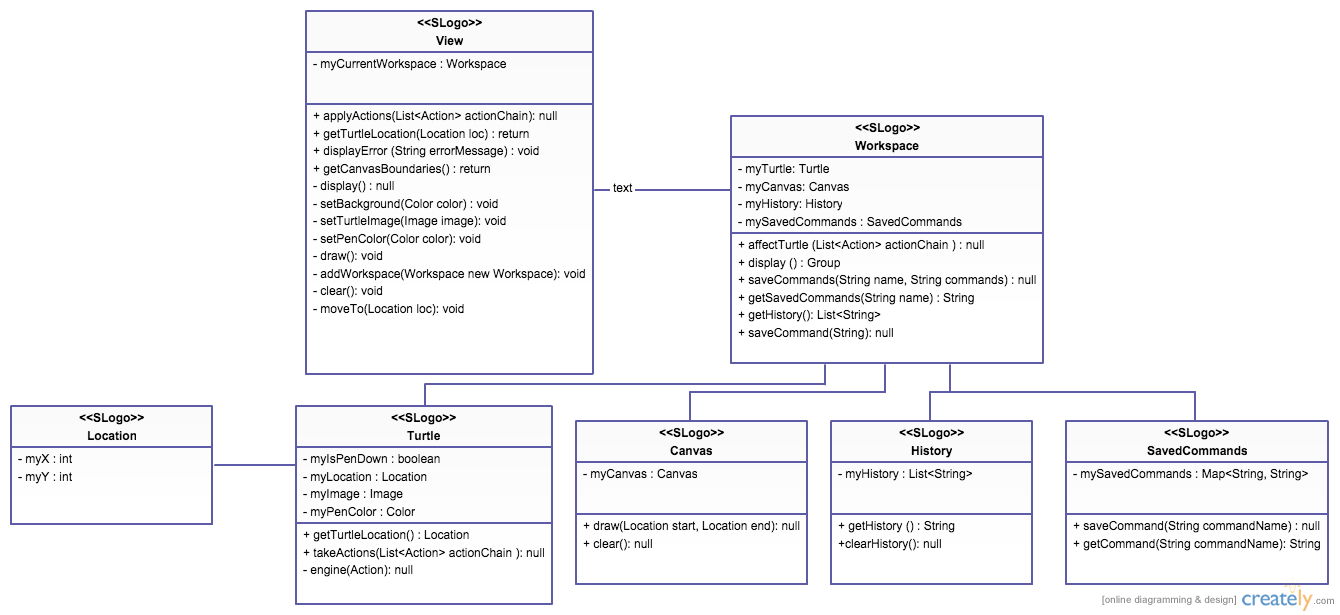 <<SLogo>>
View
- myCurrentWorkspace : Workspace
+ applyActions(List<Action> actionChain): null
+ getTurtleLocation(Location loc) : return
+ displayError (String errorMessage) : void
+ getCanvasBoundaries() : return
- display() : null
- setBackground(Color color) : void
- setTurtleImage(Image image): void
- setPenColor(Color color): void
- draw(): void
- addWorkspace(Workspace new Workspace): void
- clear(): void
- moveTo(Location loc): void
text
<<SLogo>>
Workspace
- myTurtle: Turtle
- myCanvas: Canvas
- myHistory: History
- mySavedCommands : SavedCommands
+ affectTurtle (List<Action> actionChain ) : null
+ display () : Group
+ saveCommands(String name, String commands) : null
+ getSavedCommands(String name) : String
+ getHistory(): List<String>
+ saveCommand(String): null
<<SLogo>>
Location
- myX : int
- myY : int
<<SLogo>>
Turtle
- myIsPenDown : boolean
- myLocation : Location
- myImage : Image
- myPenColor : Color
+ getTurtleLocation() : Location
+ takeActions(List<Action> actionChain ): null
- engine(Action): null
<<SLogo>>
Canvas
- myCanvas : Canvas
+ draw(Location start, Location end): null
+ clear(): null
<<SLogo>>
History
- myHistory : List<String>
+ getHistory () : String
+clearHistory(): null
<<SLogo>>
SavedCommands
- mySavedCommands : Map<String, String>
+ saveCommand(String commandName) : null
+ getCommand(String commandName): String
[online diagramming & design] creately.com